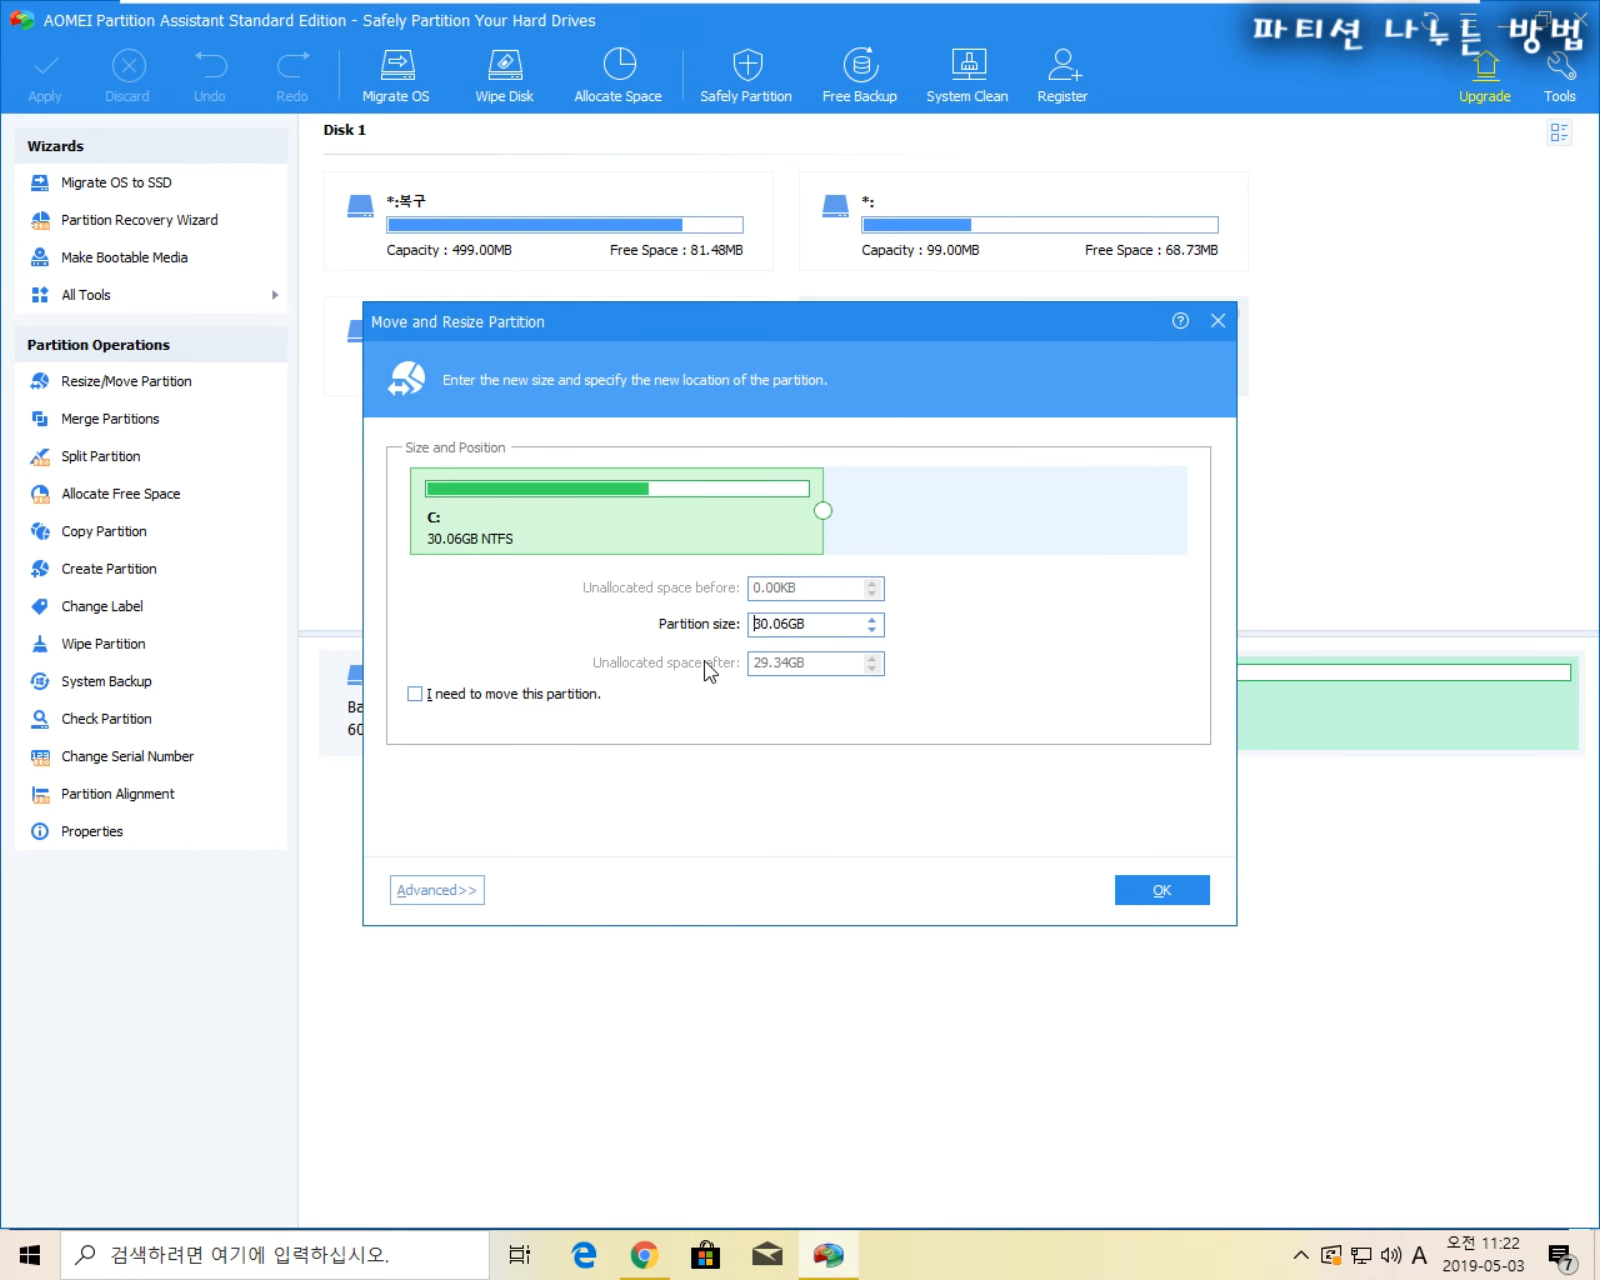 AOMEI Partition Assistant Standard Edition - Safely Partition Your Hard Drives
파티션 나누는 방법
Apply
Discard
Undo
Redo
Migrate OS
Wipe Disk
Allocate Space
Safely Partition
Free Backup
System Clean
Register
Upgrade
Tools
Wizards
Migrate OS to SSD
Partition Recovery Wizard
Make Bootable Media
All Tools
Partition Operations
Resize/Move Partition
Merge Partitions
Split Partition
Allocate Free Space
Copy Partition
Create Partition
Change Label
Wipe Partition
System Backup
Check Partition
Change Serial Number
Partition Alignment
Properties
Disk 1
*:복구
Capacity : 499.00MB Free Space : 81.48MB
*:
Capacity : 99.00MB Free Space : 68.73MB
Move and Resize Partition
Enter the new size and specify the new location of the partition.
Size and Position
C:
30.06GB NTFS
Unallocated space before: 0.00KB
Partition size: 30.06GB
Unallocated space after: 29.34GB
I need to move this partition.
Advanced>>
OK
Ba
60
검색하려면 여기에 입력하십시오.
A
오전 11:22
2019-05-03
7